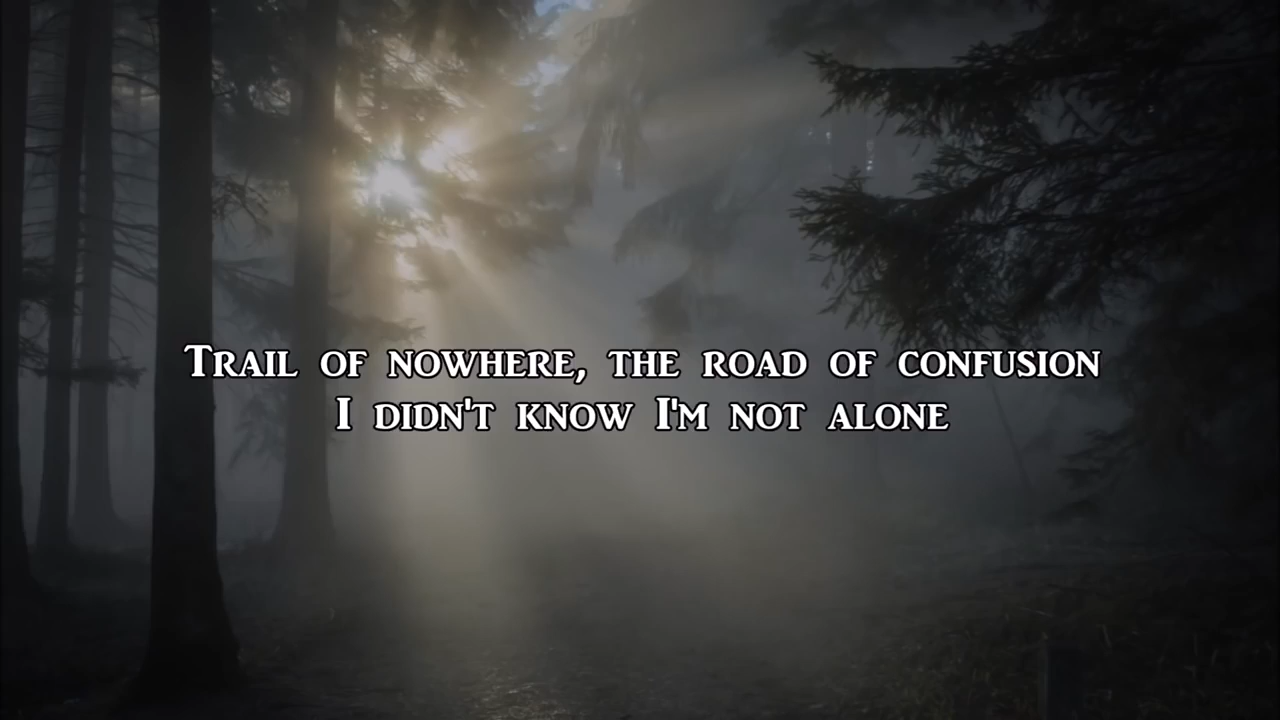 Trail of nowhere, the road of confusion
I didn't know I'm not alone